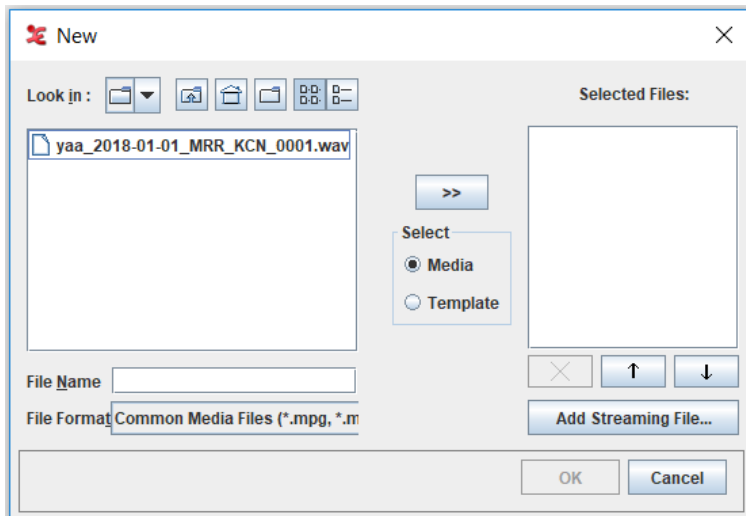 New
Look in :
Selected Files:
yaa_2018-01-01_MRR_KCN_0001.wav
>>
Select
Media
Template
File Name
File Format Common Media Files (*.mpg, *.m
Add Streaming File...
OK
Cancel